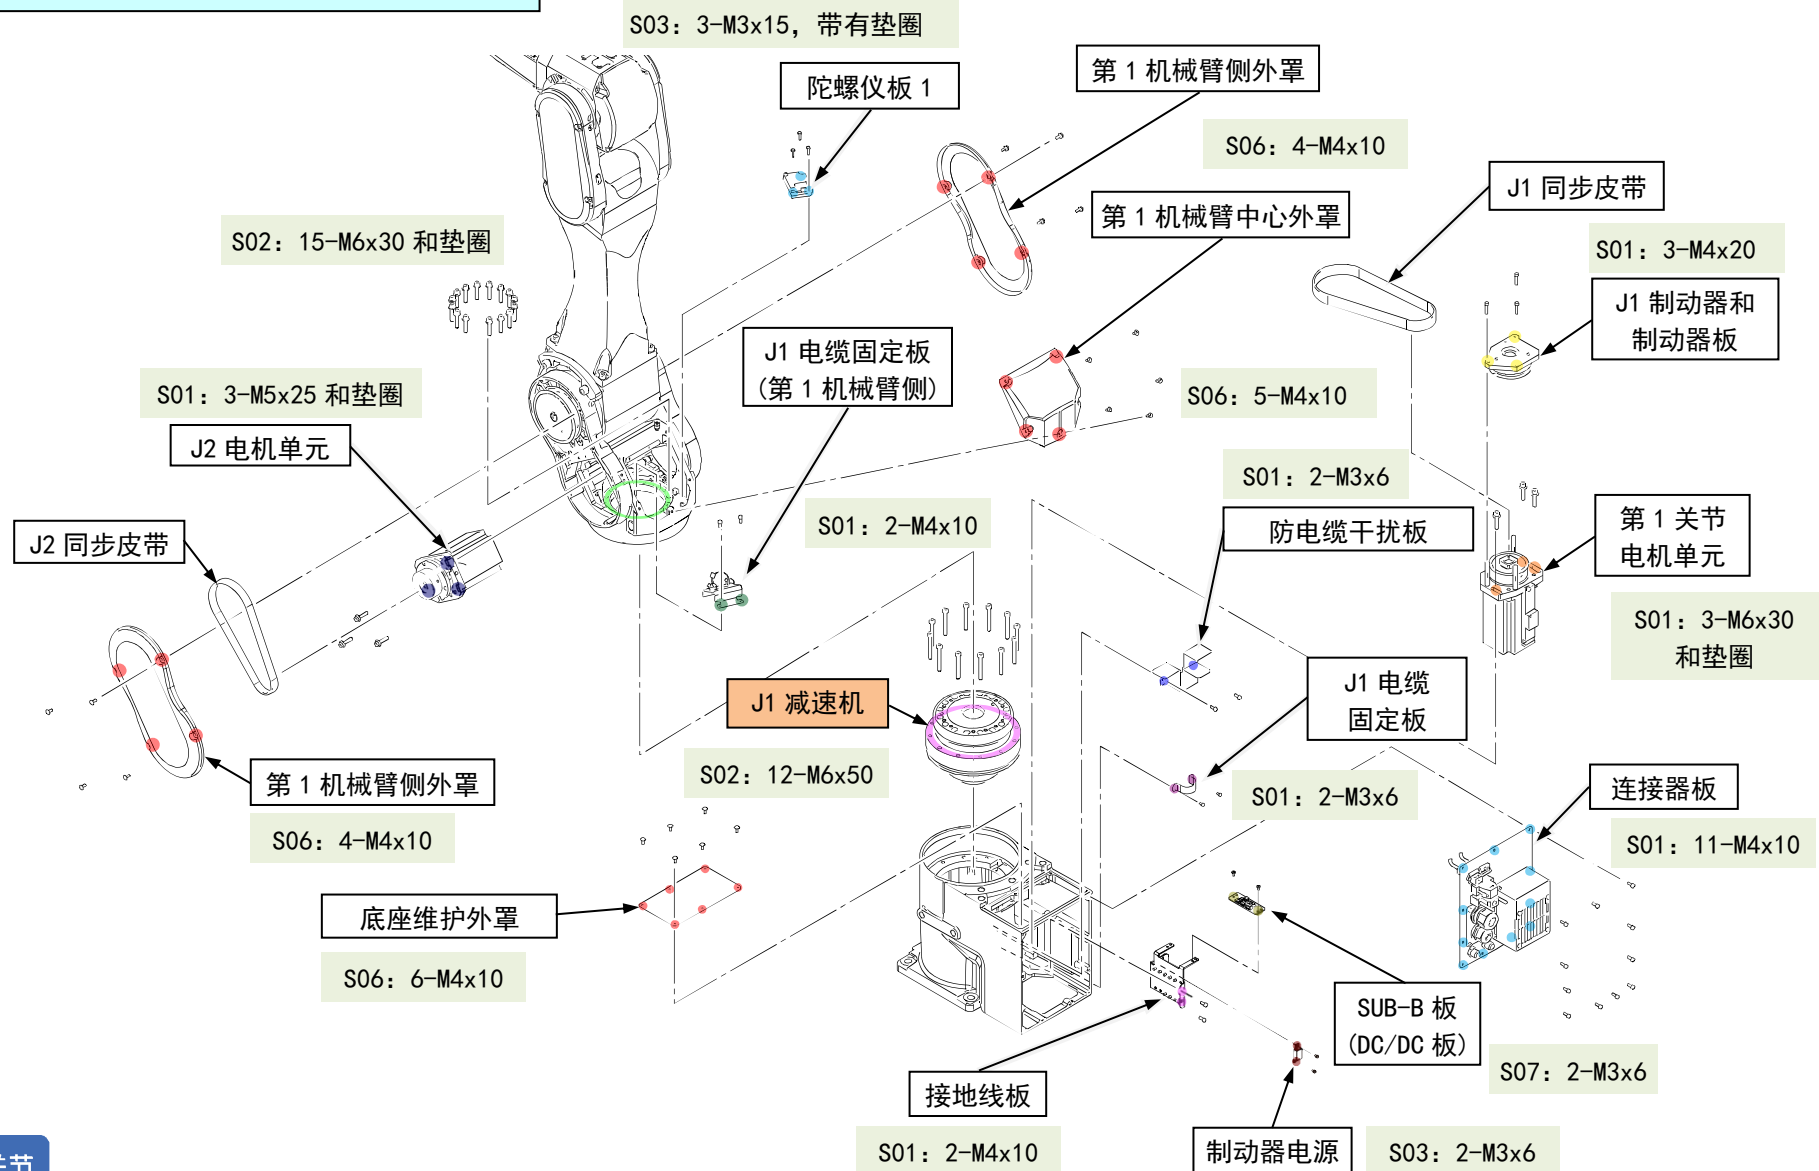 S03：3-M3x15，带有垫圈
陀螺仪板 1
第 1 机械臂侧外罩
S06：4-M4x10
J1 同步皮带
第 1 机械臂中心外罩
S02：15-M6x30 和垫圈
S01：3-M4x20
J1 制动器和
制动器板
J1 电缆固定板
(第 1 机械臂侧)
S01：3-M5x25 和垫圈
S06：5-M4x10
J2 电机单元
S01：2-M3x6
S01：2-M4x10
防电缆干扰板
第 1 关节
电机单元
J2 同步皮带
S01：3-M6x30
和垫圈
J1 减速机
J1 电缆
固定板
S02：12-M6x50
第 1 机械臂侧外罩
S01：2-M3x6
连接器板
S06：4-M4x10
S01：11-M4x10
底座维护外罩
S06：6-M4x10
SUB-B 板
(DC/DC 板)
S07：2-M3x6
接地线板
S01：2-M4x10
制动器电源
S03：2-M3x6